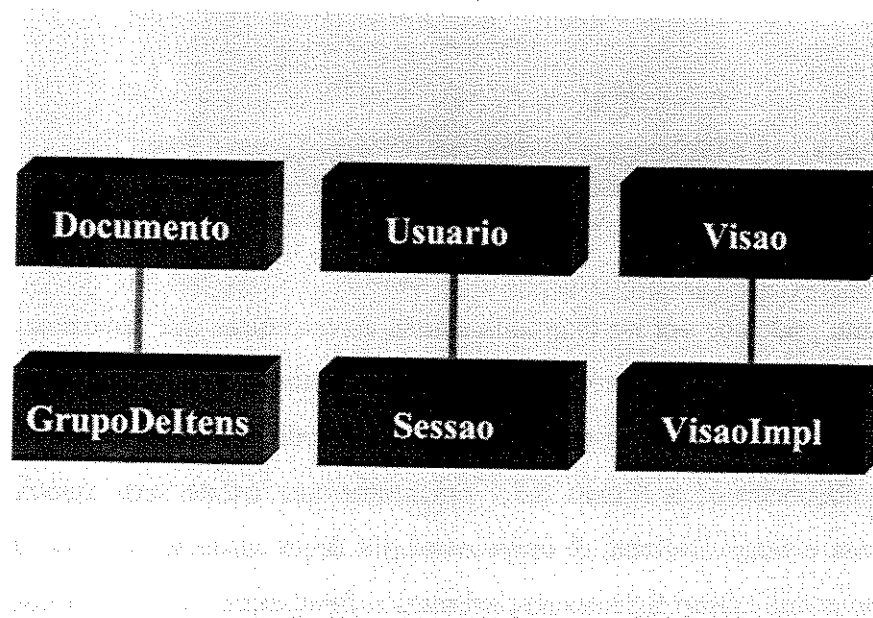 Documento
Usuario
Visao
GrupoDeItens
Sessao
VisaoImpl